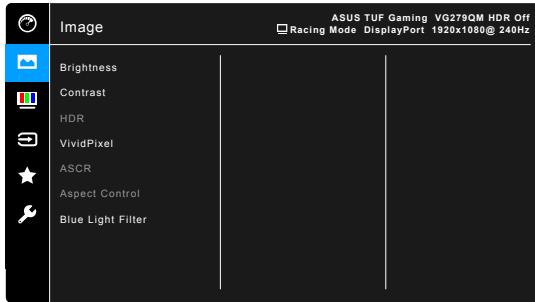 Image
ASUS TUF Gaming VG279QM HDR Off
Racing Mode DisplayPort 1920x1080@ 240Hz
Brightness
Contrast
HDR
VividPixel
ASCR
Aspect Control
Blue Light Filter